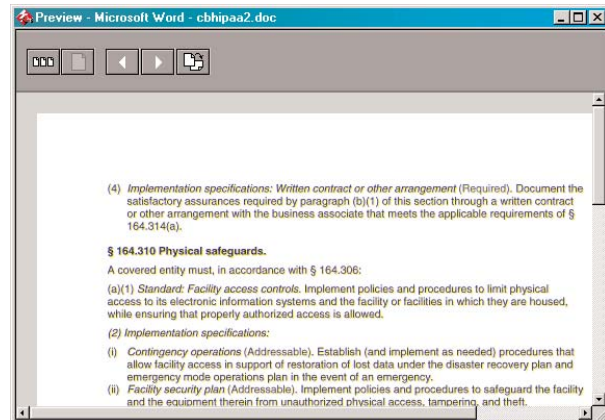 Preview - Microsoft Word - cbhipaa2.doc
(4) Implementation specifications: Written contract or other arrangement (Required). Document the
satisfactory assurances required by paragraph (b)(1) of this section through a written contract
or other arrangement with the business associate that meets the applicable requirements of §
164.314(a).
§ 164.310 Physical safeguards.
A covered entity must, in accordance with § 164.306:
(a)(1) Standard: Facility access controls. Implement policies and procedures to limit physical
access to its electronic information systems and the facility or facilities in which they are housed,
while ensuring that properly authorized access is allowed.
(2) Implementation specifications:
(i) Contingency operations (Addressable). Establish (and implement as needed) procedures that
allow facility access in support of restoration of lost data under the disaster recovery plan and
emergency mode operations plan in the event of an emergency.
(ii) Facility security plan (Addressable). Implement policies and procedures to safeguard the facility
and the equipment therein from unauthorized physical access, tampering, and theft.